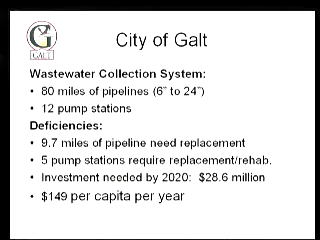 GALT
City of Galt
Wastewater Collection System:
• 80 miles of pipelines (6" to 24")
• 12 pump stations
Deficiencies:
• 9.7 miles of pipeline need replacement
• 5 pump stations require replacement/rehab.
• Investment needed by 2020: $28.6 million
• $149 per capita per year